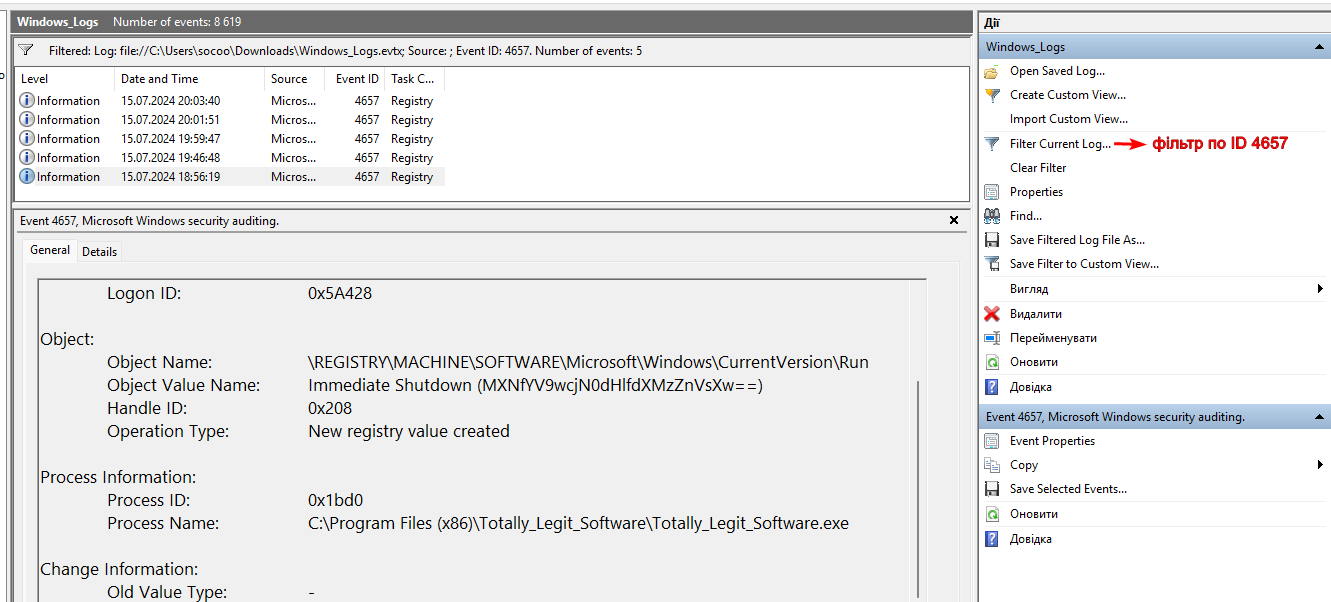 Windows_Logs Number of events: 8 619
Filtered: Log: file://C:\Users\socoo\Downloads\Windows_Logs.evtx; Source: ; Event ID: 4657. Number of events: 5
Level Date and Time Source Event ID Task C...
Information 15.07.2024 20:03:40 Micros... 4657 Registry
Information 15.07.2024 20:01:51 Micros... 4657 Registry
Information 15.07.2024 19:59:47 Micros... 4657 Registry
Information 15.07.2024 19:46:48 Micros... 4657 Registry
Information 15.07.2024 18:56:19 Micros... 4657 Registry
Event 4657, Microsoft Windows security auditing.
General Details
Logon ID: 0x5A428
Object:
Object Name: \REGISTRY\MACHINE\SOFTWARE\Microsoft\Windows\CurrentVersion\Run
Object Value Name: Immediate Shutdown (MXNfYV9wcjN0dHlfdXMzZnVsXw==)
Handle ID: 0x208
Operation Type: New registry value created
Process Information:
Process ID: 0x1bd0
Process Name: C:\Program Files (x86)\Totally_Legit_Software\Totally_Legit_Software.exe
Change Information:
Old Value Type: -
Дії
Windows_Logs
Open Saved Log...
Create Custom View...
Import Custom View...
Filter Current Log... фільтр по ID 4657
Clear Filter
Properties
Find...
Save Filtered Log File As...
Save Filter to Custom View...
Вигляд
Видалити
Перейменувати
Оновити
Довідка
Event 4657, Microsoft Windows security auditing.
Event Properties
Copy
Save Selected Events...
Оновити
Довідка